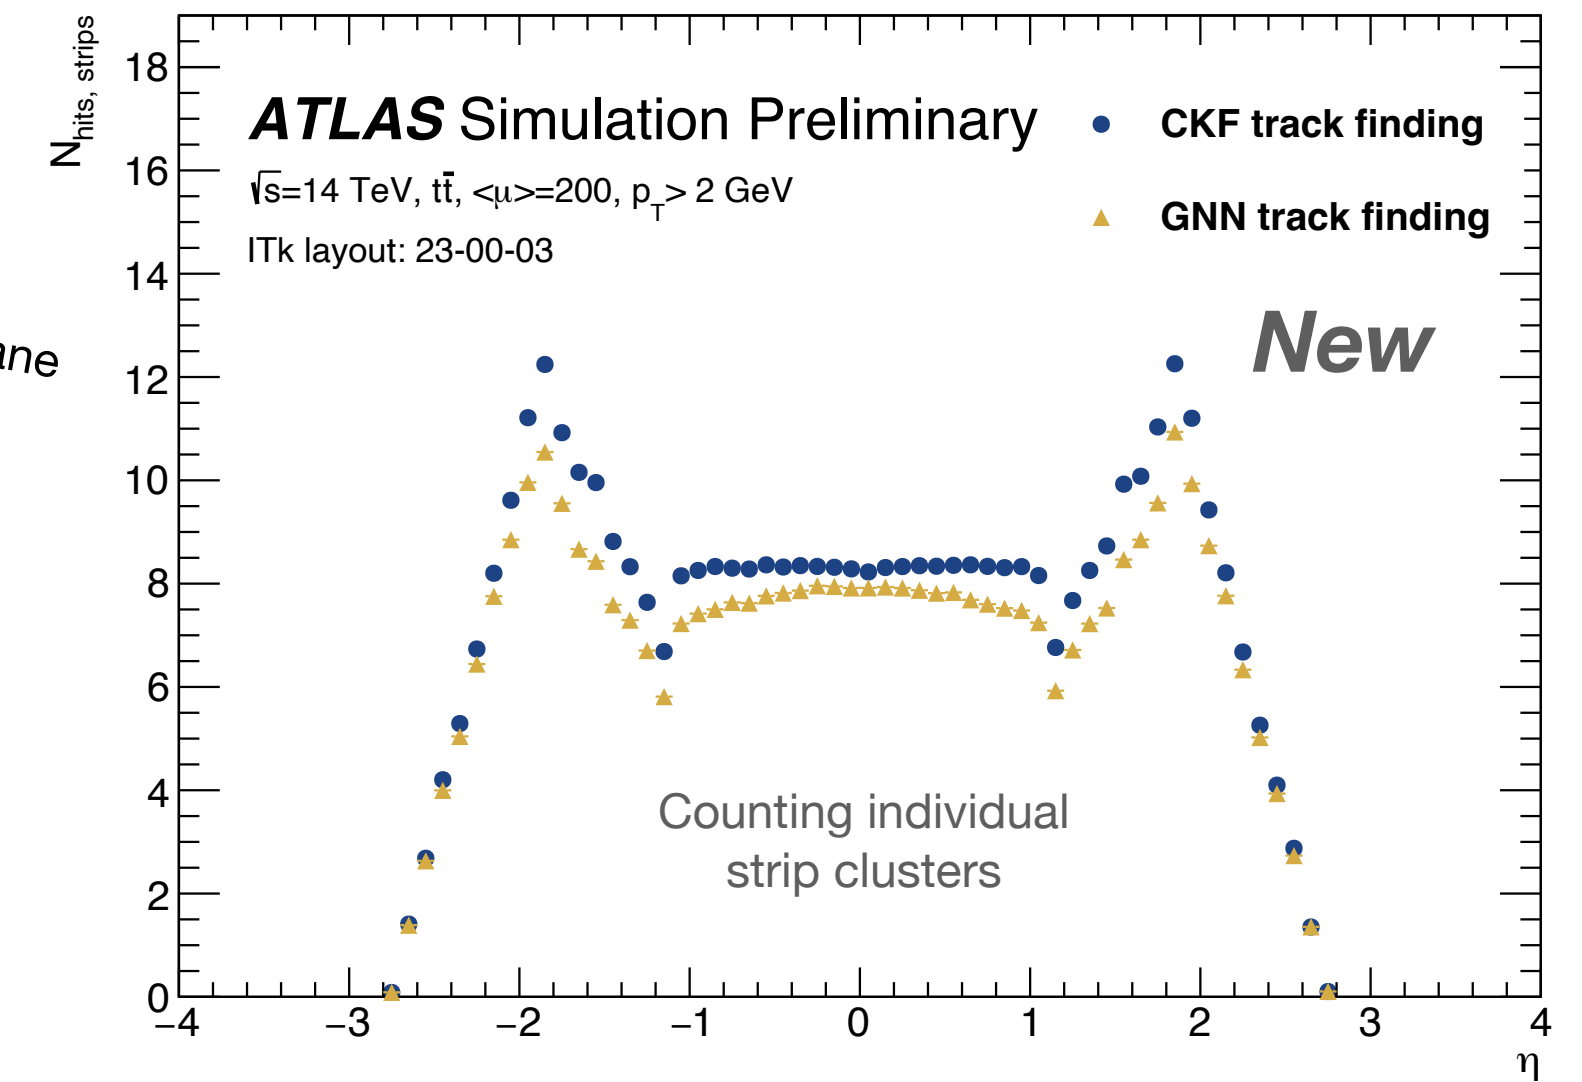 N_hits, strips
18
16
14
12
10
8
6
4
2
0
−4
−3
−2
−1
0
1
2
3
4
η
ATLAS Simulation Preliminary
√s=14 TeV, tt̄, <μ>=200, p_T> 2 GeV
ITk layout: 23-00-03
CKF track finding
GNN track finding
New
ane
Counting individual
strip clusters